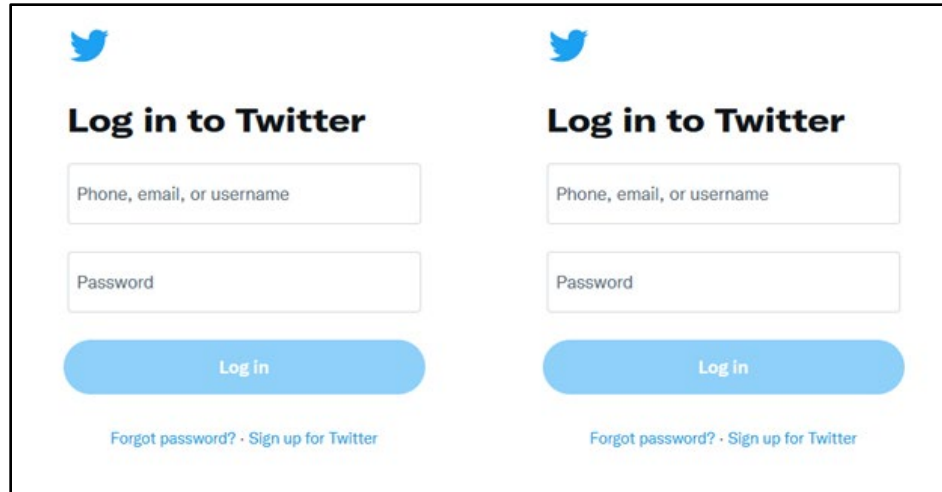 Log in to Twitter
Phone, email, or username
Password
Log in
Forgot password? · Sign up for Twitter
Log in to Twitter
Phone, email, or username
Password
Log in
Forgot password? · Sign up for Twitter